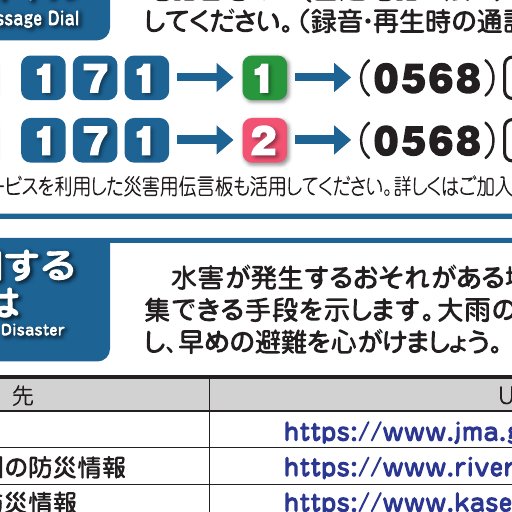 ssage Dial
してください。（録音・再生時の通
171→1→(0568)
171→2→(0568)
ービスを利用した災害用伝言板も活用してください。詳しくはご加入
する
は
Disaster
水害が発生するおそれがある
集できる手段を示します。大雨の
し、早めの避難を心がけましょう。
先 U
https://www.jma.g
の防災情報 https://www.river
防災情報 https://www.kase